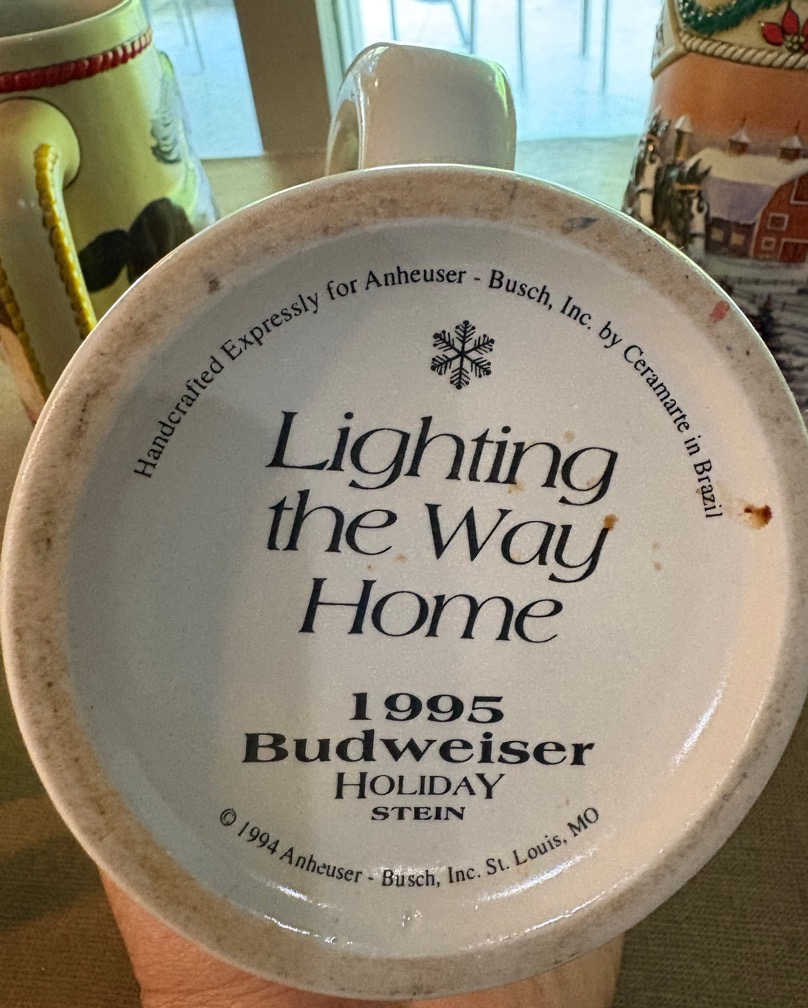 Handcrafted Expressly for Anheuser - Busch, Inc. by Ceramarte in Brazil
Lighting
the Way
Home
1995
Budweiser
HOLIDAY
STEIN
© 1994 Anheuser - Busch, Inc. St. Louis, MO